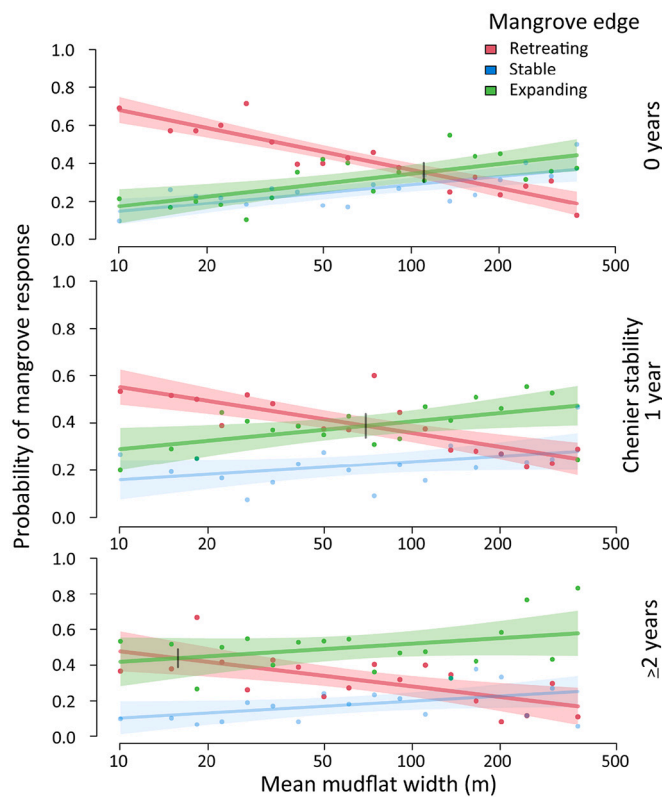 Mangrove edge
Retreating
Stable
Expanding
1.0
0.8
0.6
0.4
0.2
0.0
10 20 50 100 200 500
0 years
1.0
0.8
0.6
0.4
0.2
0.0
10 20 50 100 200 500
Chenier stability
1 year
1.0
0.8
0.6
0.4
0.2
0.0
10 20 50 100 200 500
≥2 years
Probability of mangrove response
Mean mudflat width (m)